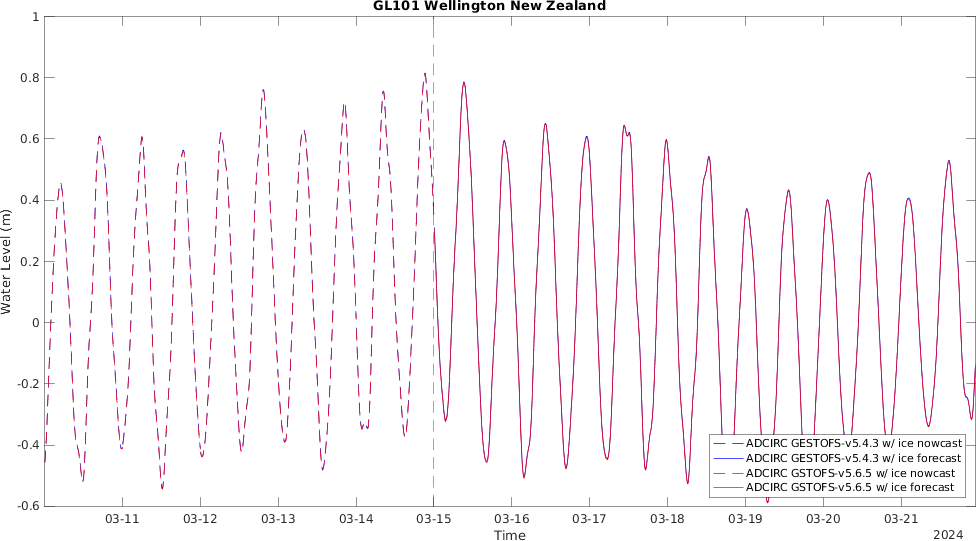 GL101 Wellington New Zealand
1
0.8
0.6
0.4
0.2
0
-0.2
-0.4
-0.6
Water Level (m)
ADCIRC GESTOFS-v5.4.3 w/ ice nowcast
ADCIRC GESTOFS-v5.4.3 w/ ice forecast
ADCIRC GSTOFS-v5.6.5 w/ ice nowcast
ADCIRC GSTOFS-v5.6.5 w/ ice forecast
03-11 03-12 03-13 03-14 03-15 03-16 03-17 03-18 03-19 03-20 03-21
Time
2024